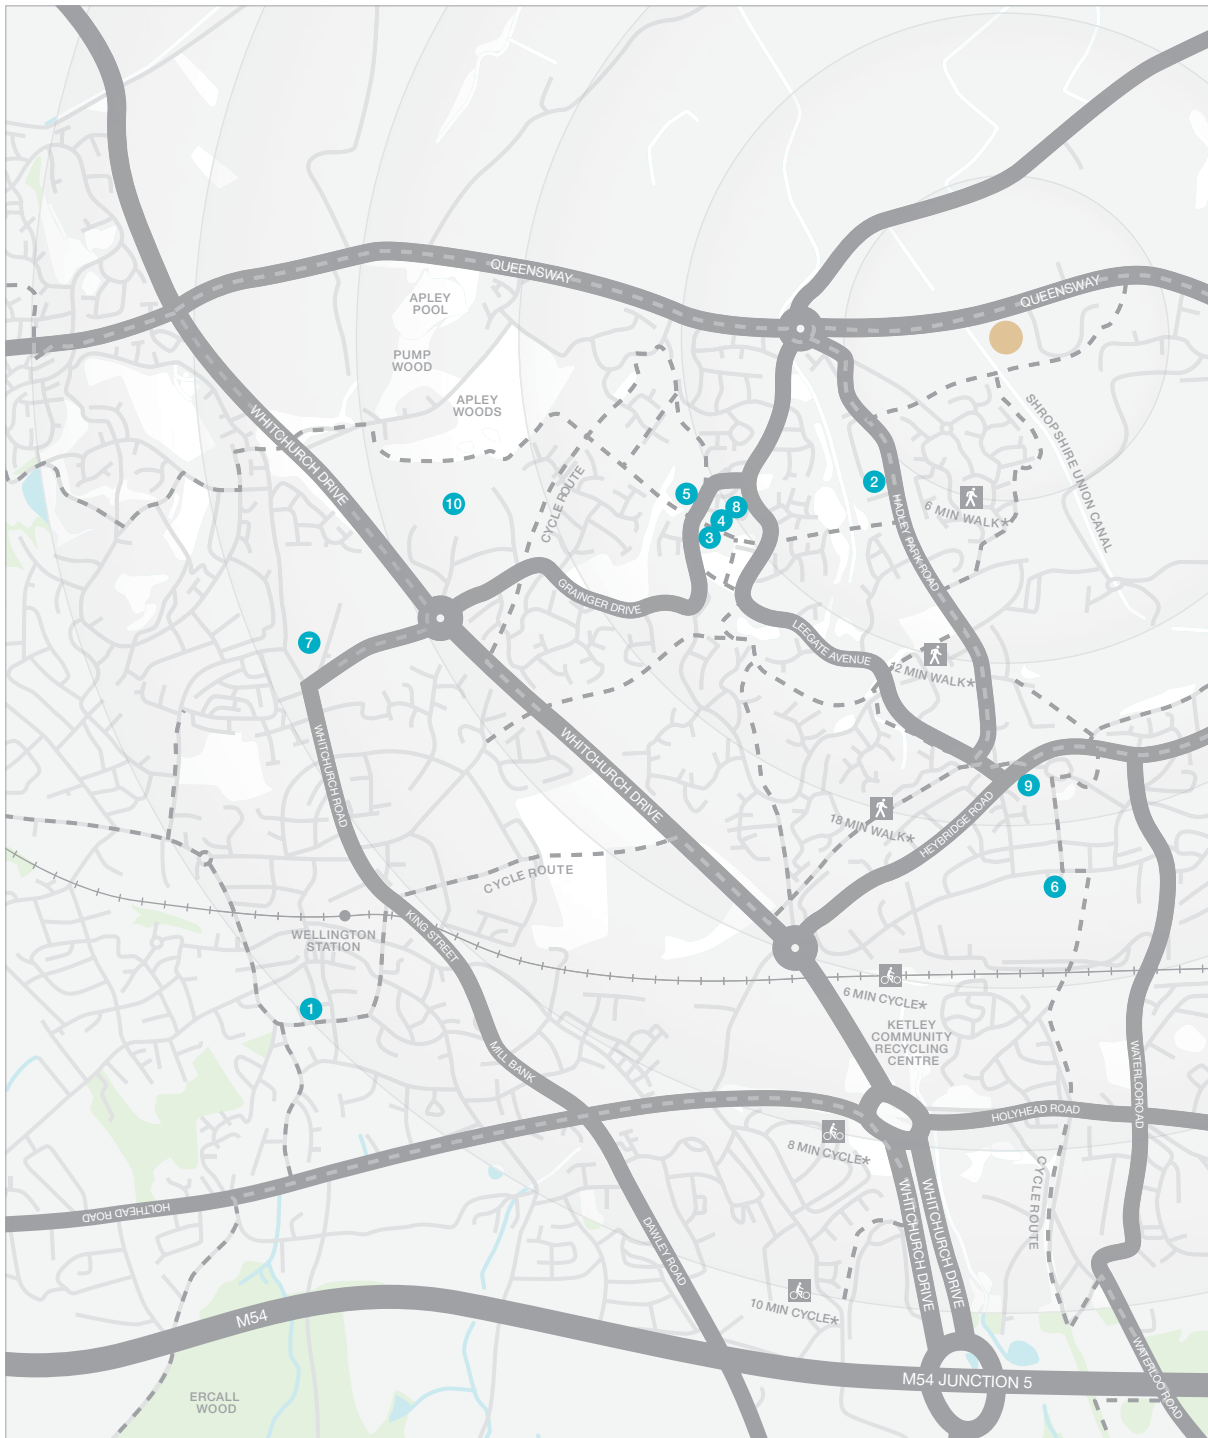 QUEENSWAY
QUEENSWAY
APLEY
POOL
PUMP
WOOD
APLEY
WOODS
WHITCHURCH DRIVE
SHROPSHIRE UNION CANAL
CYCLE ROUTE
5
2
10
8
4
3
6 MIN WALK*
HADLEY PARK ROAD
GRAINGER DRIVE
LEEGATE AVENUE
7
12 MIN WALK*
WHITCHURCH ROAD
WHITCHURCH DRIVE
9
18 MIN WALK*
HEYBRIDGE ROAD
CYCLE ROUTE
6
KING STREET
WELLINGTON
STATION
1
6 MIN CYCLE*
KETLEY
COMMUNITY
RECYCLING
CENTRE
MILL BANK
WATERLOOROAD
HOLYHEAD ROAD
8 MIN CYCLE*
CYCLE ROUTE
HOLTHEAD ROAD
WHITCHURCH DRIVE
WHITCHURCH DRIVE
DAWLEY ROAD
10 MIN CYCLE*
M54
M54 JUNCTION 5
WATERLOO ROAD
ERCALL
WOOD